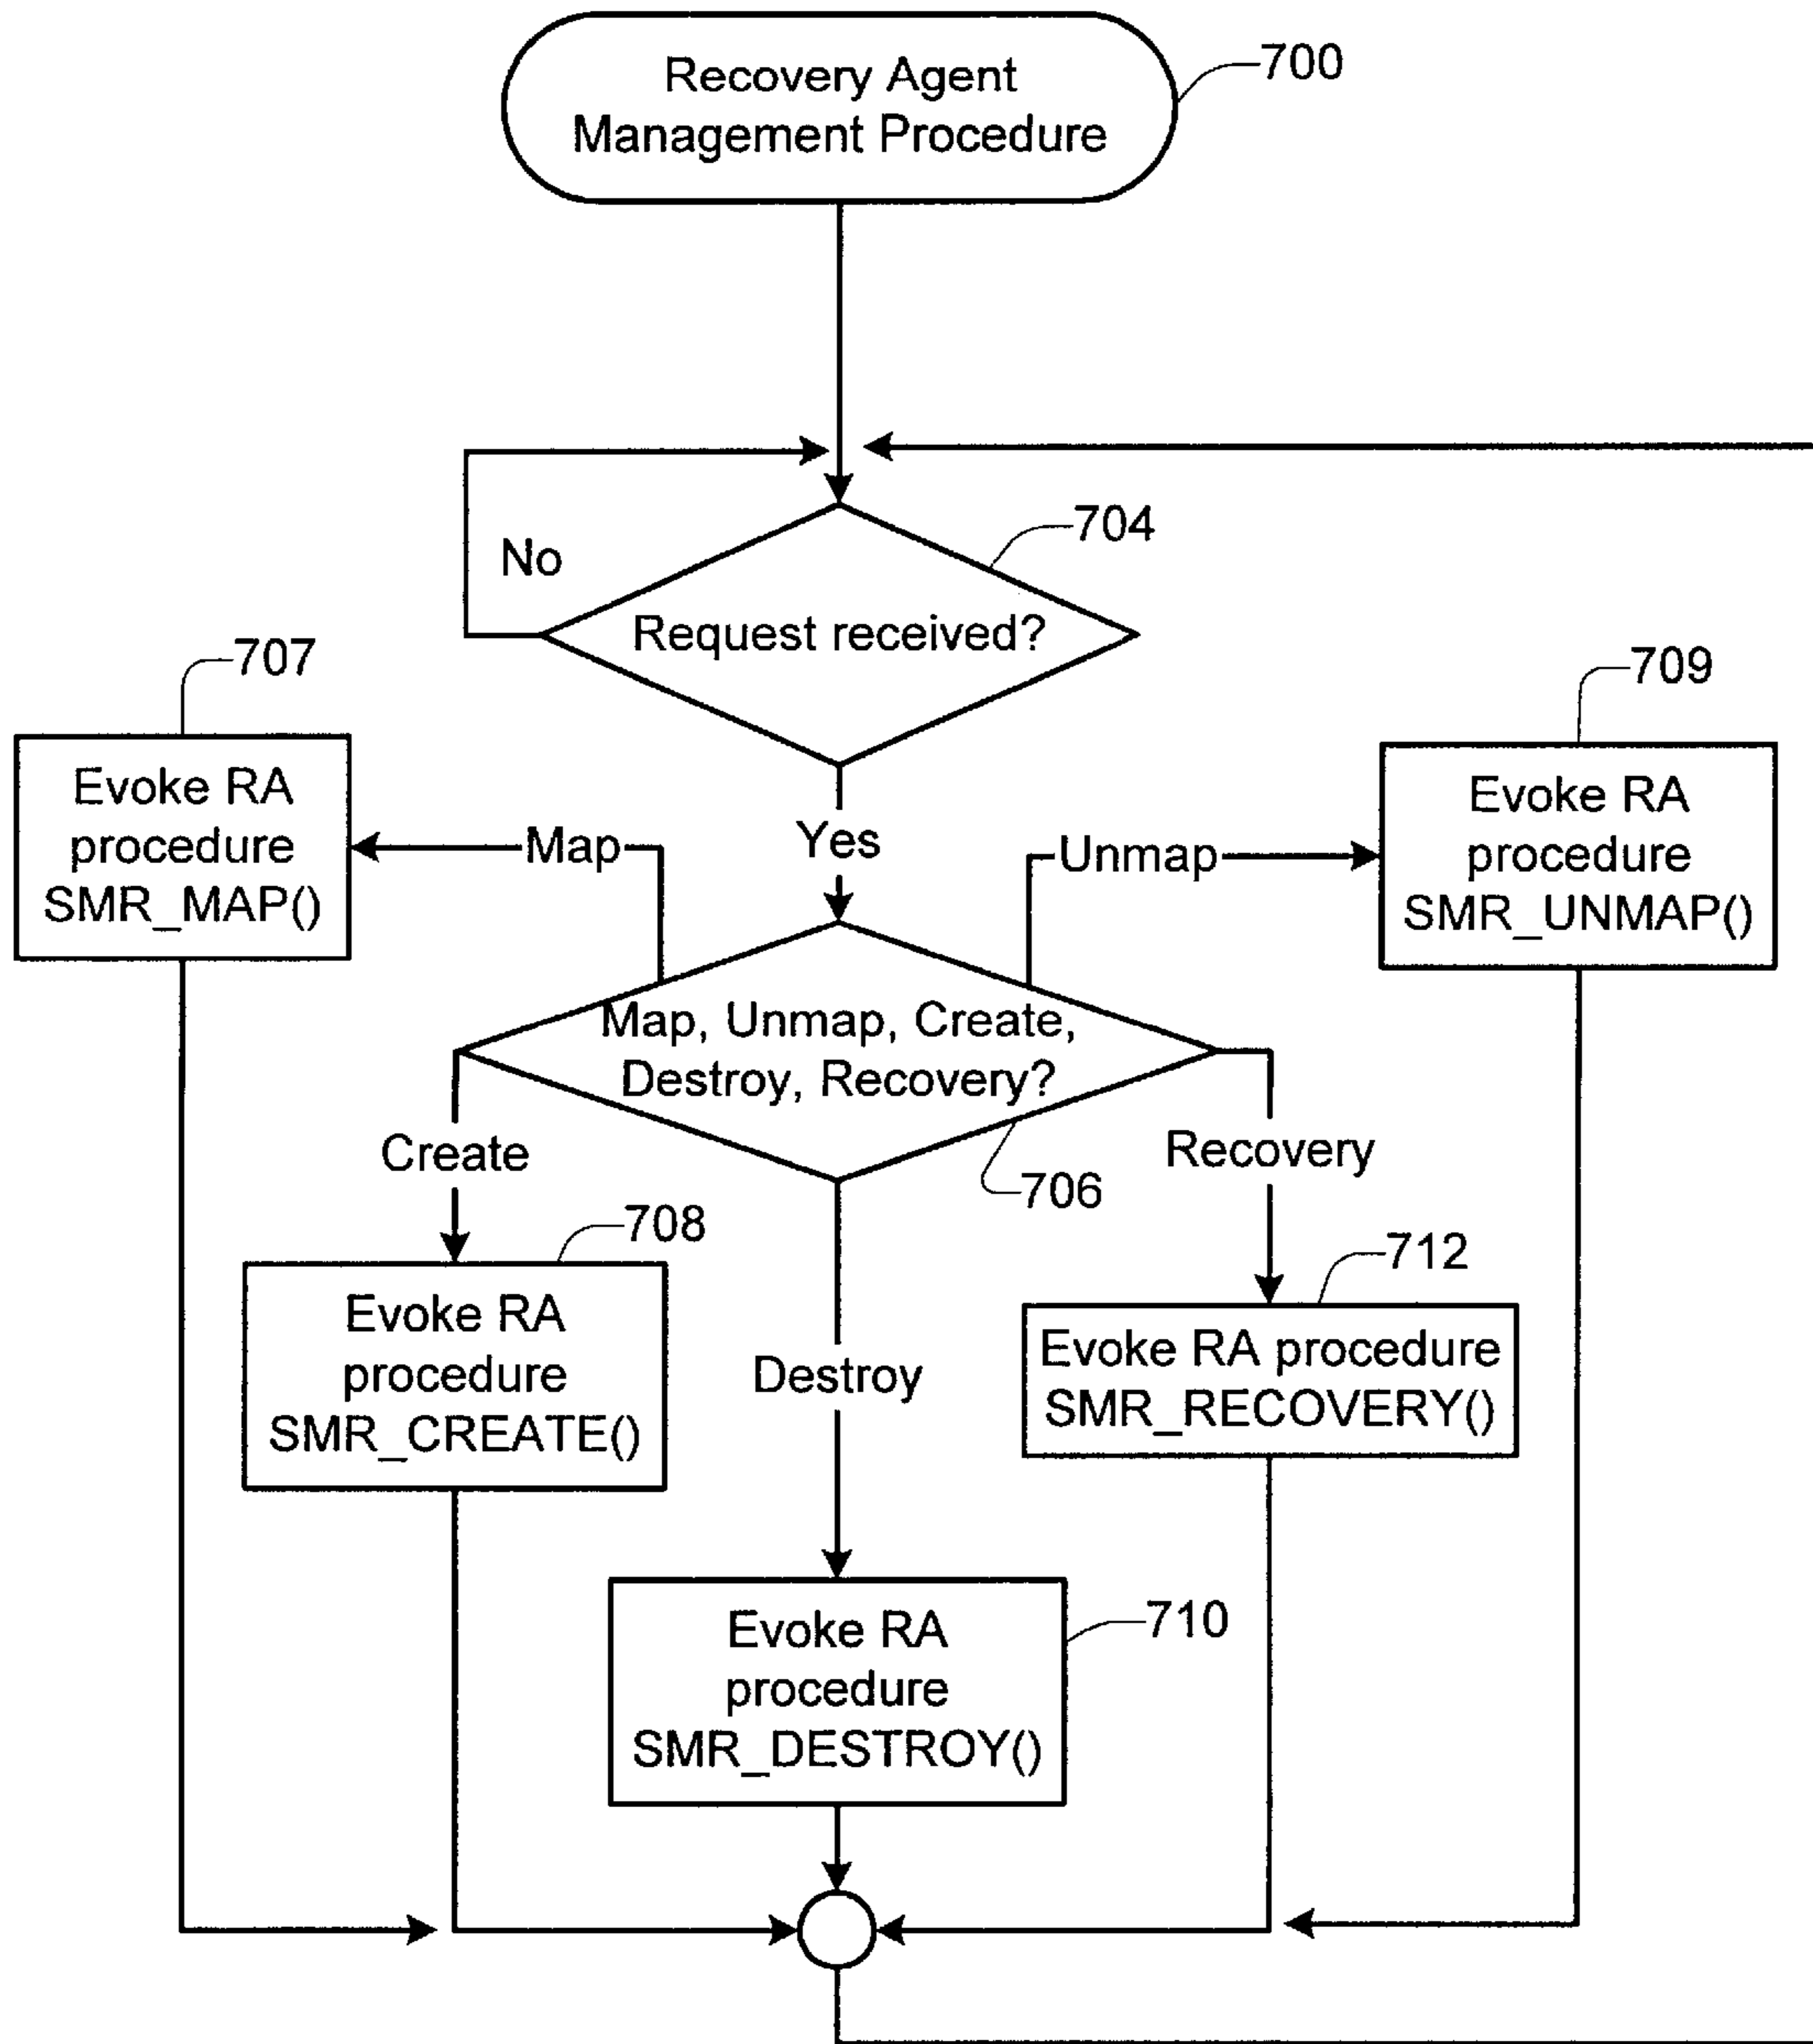 Recovery Agent
Management Procedure
700
704
No
Request received?
707
709
Evoke RA
procedure
SMR_MAP()
Map
Yes
Unmap
Evoke RA
procedure
SMR_UNMAP()
Map, Unmap, Create,
Destroy, Recovery?
Create
Recovery
706
708
712
Evoke RA
procedure
SMR_CREATE()
Destroy
Evoke RA procedure
SMR_RECOVERY()
Evoke RA
procedure
SMR_DESTROY()
710